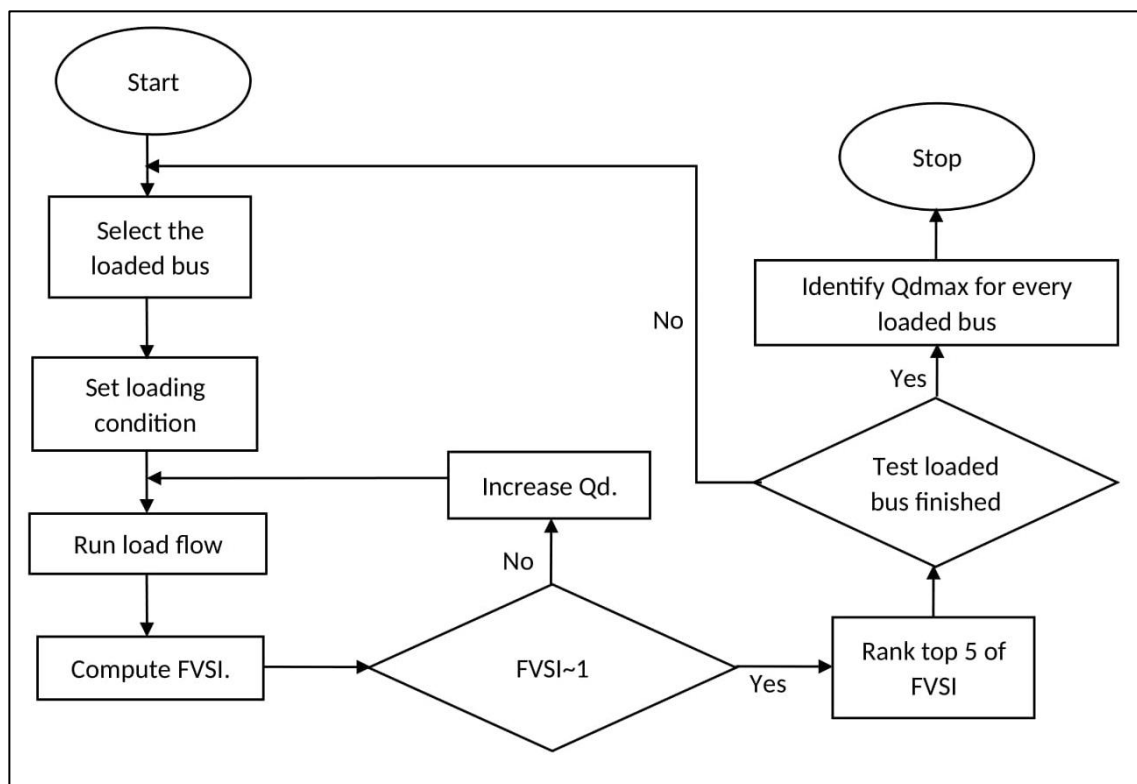 Start
Select the
loaded bus
Set loading
condition
Run load flow
Compute FVSI.
FVSI~1
No
Increase Qd.
Yes
Rank top 5 of
FVSI
Test loaded
bus finished
No
Yes
Identify Qdmax for every
loaded bus
Stop